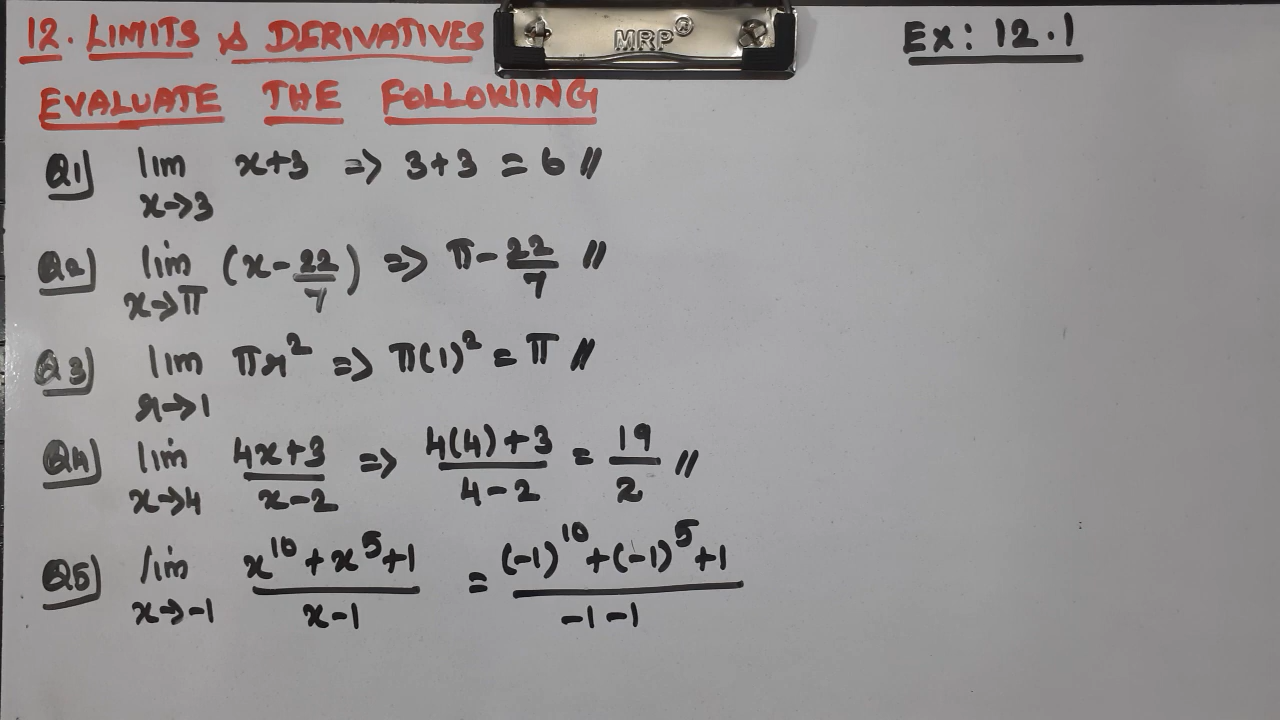 12. LIMITS & DERIVATIVES
MRP®
Ex: 12.1
EVALUATE THE FOLLOWING
Q1) lim x→3 x+3 => 3+3 = 6 //
Q2) lim x→π (x-22/7) => π-22/7 //
Q3) lim r→1 πr² => π(1)² = π //
Q4) lim x→4 4x+3/x-2 => 4(4)+3/4-2 = 19/2 //
Q5) lim x→-1 x¹⁰+x⁵+1/x-1 = (-1)¹⁰+(-1)⁵+1/-1-1